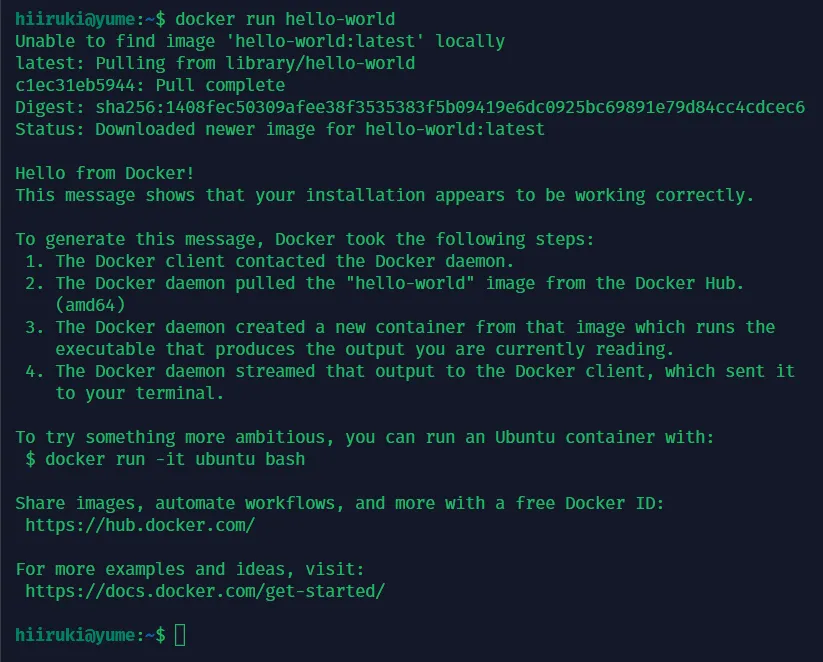 hiiruki@yume:~$ docker run hello-world
Unable to find image 'hello-world:latest' locally
latest: Pulling from library/hello-world
c1ec31eb5944: Pull complete
Digest: sha256:1408fec50309afee38f3535383f5b09419e6dc0925bc69891e79d84cc4cdcec6
Status: Downloaded newer image for hello-world:latest

Hello from Docker!
This message shows that your installation appears to be working correctly.

To generate this message, Docker took the following steps:
 1. The Docker client contacted the Docker daemon.
 2. The Docker daemon pulled the "hello-world" image from the Docker Hub.
    (amd64)
 3. The Docker daemon created a new container from that image which runs the
    executable that produces the output you are currently reading.
 4. The Docker daemon streamed that output to the Docker client, which sent it
    to your terminal.

To try something more ambitious, you can run an Ubuntu container with:
 $ docker run -it ubuntu bash

Share images, automate workflows, and more with a free Docker ID:
 https://hub.docker.com/

For more examples and ideas, visit:
 https://docs.docker.com/get-started/

hiiruki@yume:~$